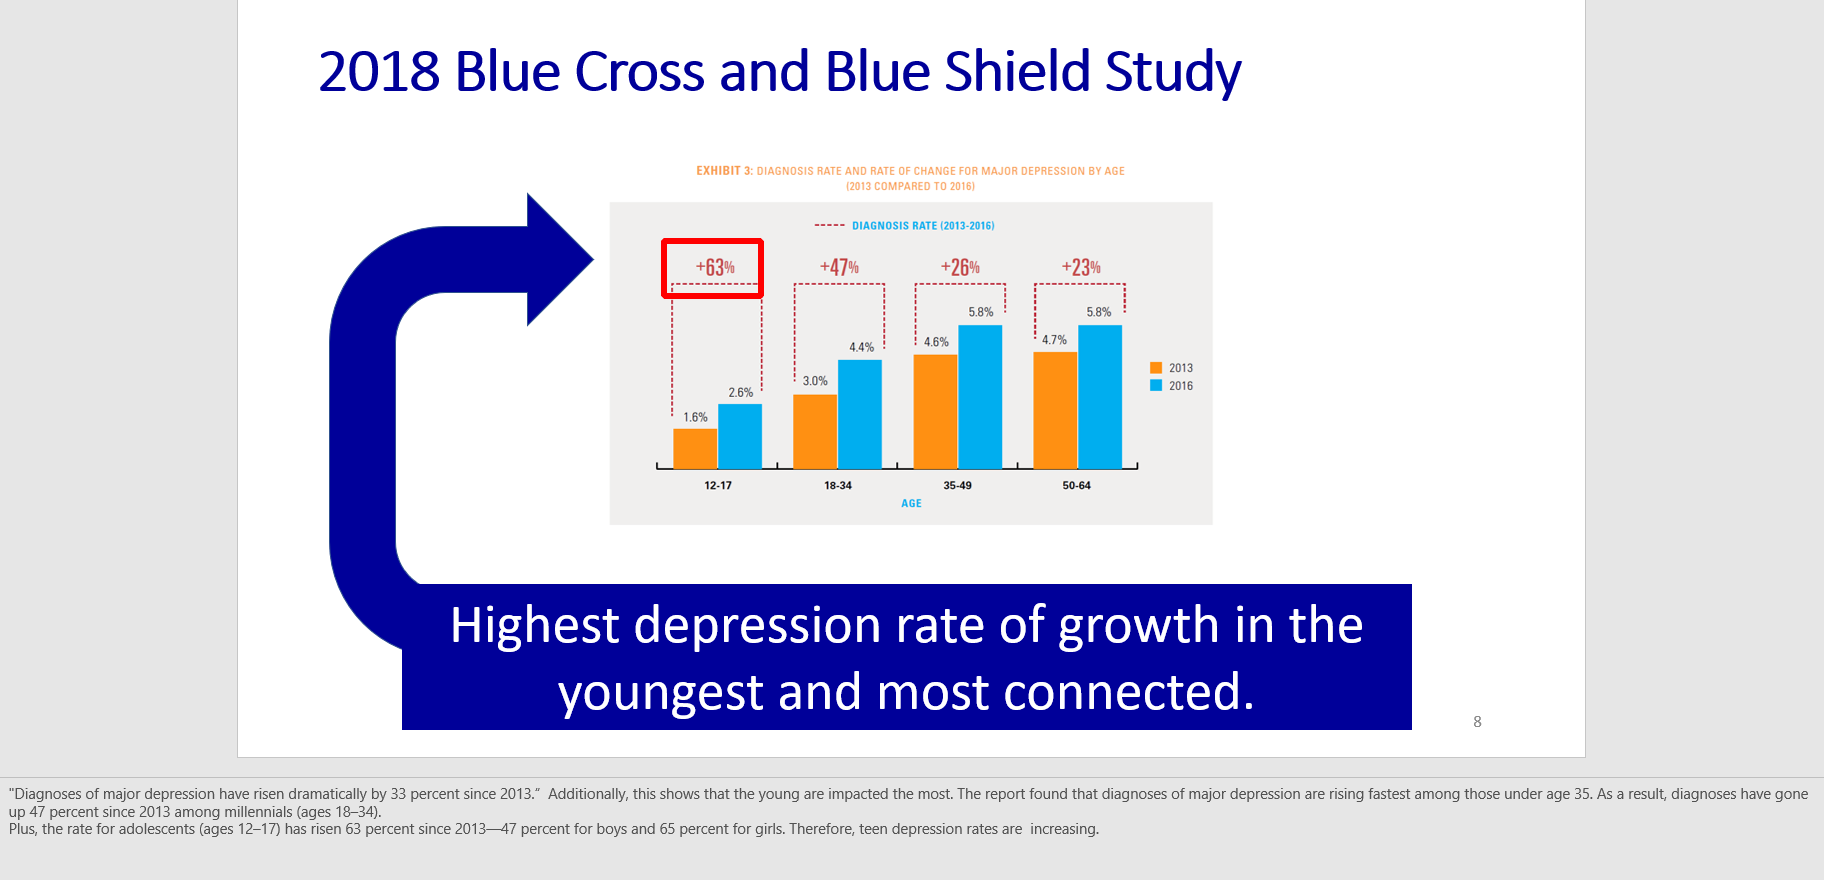 2018 Blue Cross and Blue Shield Study
EXHIBIT 3: DIAGNOSIS RATE AND RATE OF CHANGE FOR MAJOR DEPRESSION BY AGE
(2013 COMPARED TO 2016)
DIAGNOSIS RATE (2013-2016)
+63% +47% +26% +23%
1.6% 2.6% 3.0% 4.4% 4.6% 5.8% 4.7% 5.8%
2013
2016
12-17 18-34 35-49 50-64
AGE
Highest depression rate of growth in the
youngest and most connected.
8
"Diagnoses of major depression have risen dramatically by 33 percent since 2013.“  Additionally, this shows that the young are impacted the most. The report found that diagnoses of major depression are rising fastest among those under age 35. As a result, diagnoses have gone
up 47 percent since 2013 among millennials (ages 18–34).
Plus, the rate for adolescents (ages 12–17) has risen 63 percent since 2013—47 percent for boys and 65 percent for girls. Therefore, teen depression rates are  increasing.